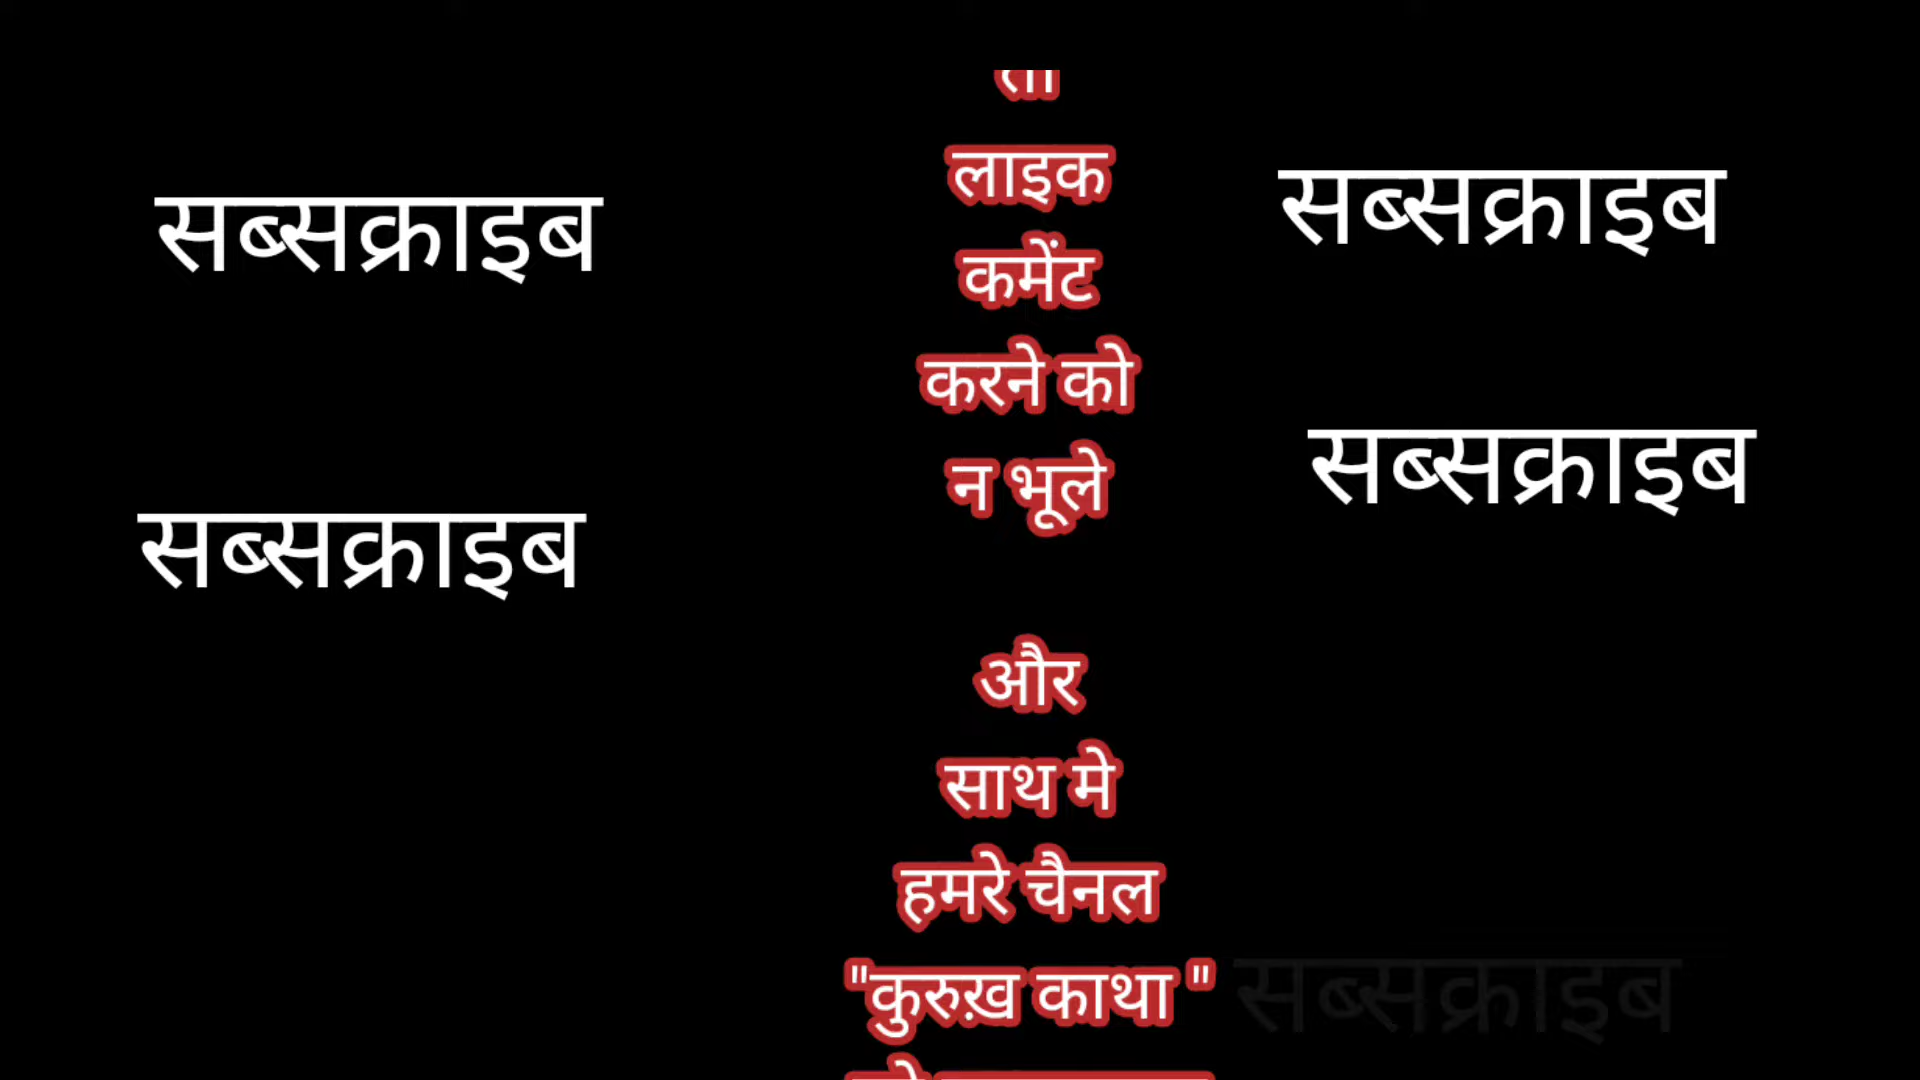 लाइक
सब्सक्राइब
सब्सक्राइब
कमेंट
करने को
न भूले
सब्सक्राइब
सब्सक्राइब
और
साथ मे
हमरे चैनल
"कुरुख़ काथा "
सब्सक्राइब